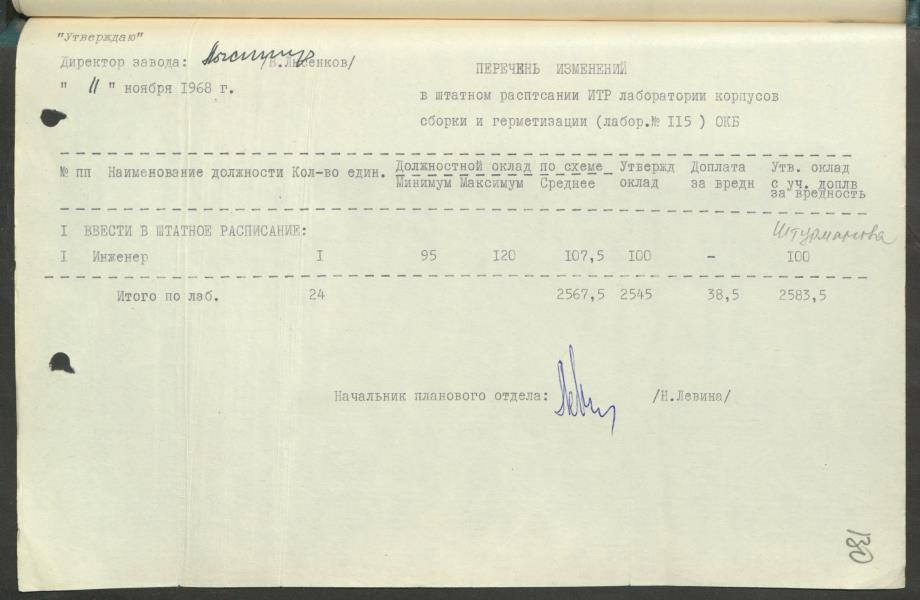 "Утверждаю"
Директор завода: /В.Лысенков/
" 11 " ноября 1968 г.
ПЕРЕЧЕНЬ ИЗМЕНЕНИЙ
в штатном расптсании ИТР лаборатории корпусов
сборки и герметизации (лабор.№ II5 ) ОКБ
№ пп Наименование должности Кол-во един. Должностной оклад по схеме Утвержд Доплата Утв. оклад
Минимум Максимум Среднее оклад за вредн с уч. доплв
за вредность
I ВВЕСТИ В ШТАТНОЕ РАСПИСАНИЕ: Штурманова
I Инженер I 95 I20 I07,5 I00 - I00
Итого по лаб. 24 2567,5 2545 38,5 2583,5
Начальник планового отдела: /Н.Левина/
130